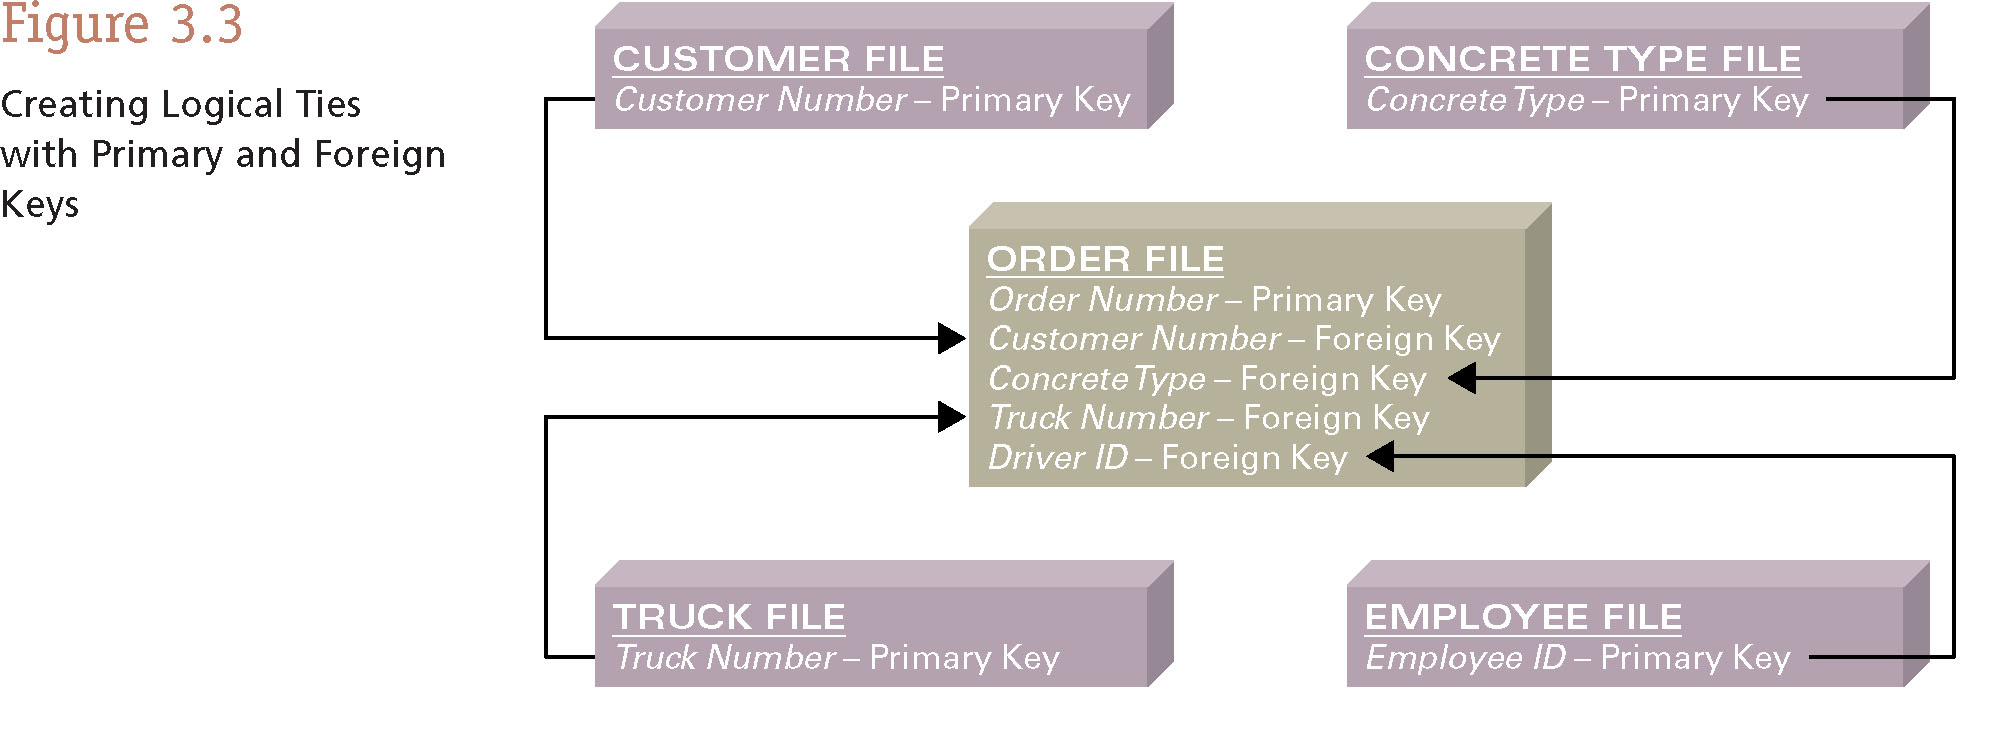 Figure 3.3
Creating Logical Ties
with Primary and Foreign
Keys
CUSTOMER FILE
Customer Number – Primary Key
CONCRETE TYPE FILE
Concrete Type – Primary Key
ORDER FILE
Order Number – Primary Key
Customer Number – Foreign Key
Concrete Type – Foreign Key
Truck Number – Foreign Key
Driver ID – Foreign Key
TRUCK FILE
Truck Number – Primary Key
EMPLOYEE FILE
Employee ID – Primary Key